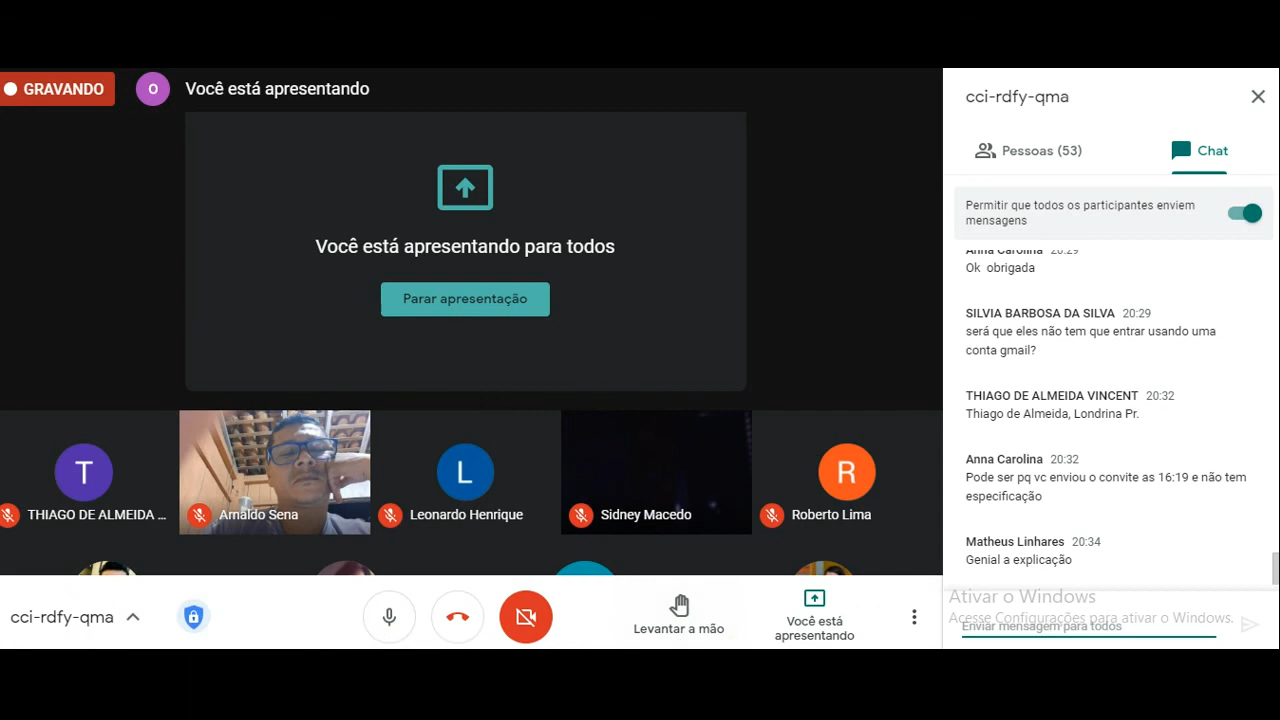 GRAVANDO
O
Você está apresentando
Você está apresentando para todos
Parar apresentação
T
THIAGO DE ALMEIDA ...
Arnaldo Sena
L
Leonardo Henrique
Sidney Macedo
R
Roberto Lima
cci-rdfy-qma
Levantar a mão
Você está
apresentando
cci-rdfy-qma
Pessoas (53)
Chat
Permitir que todos os participantes enviem
mensagens
Anna Carolina 20:29
Ok obrigada
SILVIA BARBOSA DA SILVA 20:29
será que eles não tem que entrar usando uma
conta gmail?
THIAGO DE ALMEIDA VINCENT 20:32
Thiago de Almeida, Londrina Pr.
Anna Carolina 20:32
Pode ser pq vc enviou o convite as 16:19 e não tem
especificação
Matheus Linhares 20:34
Genial a explicação
Ativar o Windows
Acesse Configurações para ativar o Windows.
Enviar mensagem para todos